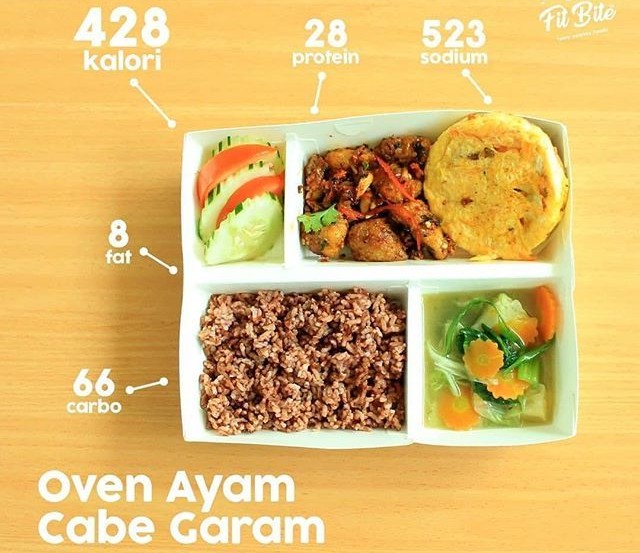 428
kalori
28
protein
523
sodium
Fit Bite
8
fat
66
carbo
Oven Ayam
Cabe Garam